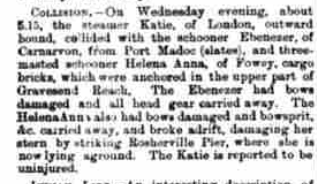 COLLISION.—On Wednesday evening, about
5.15, the steamer Katie, of London, outward
bound, collided with the schooner Ebenezer, of
Carnarvon, from Port Madoc (slates), and three-
masted schooner Helena Anna, of Fowey, cargo
bricks, which were anchored in the upper part of
Gravesend Reach. The Ebenezer had bows
damaged and all head gear carried away. The
Helena Anna also had bows damaged and bowsprit,
&c. carried away, and broke adrift, damaging her
stern by striking Rosherville Pier, where she is
now lying aground. The Katie is reported to be
uninjured.
An interesting description of